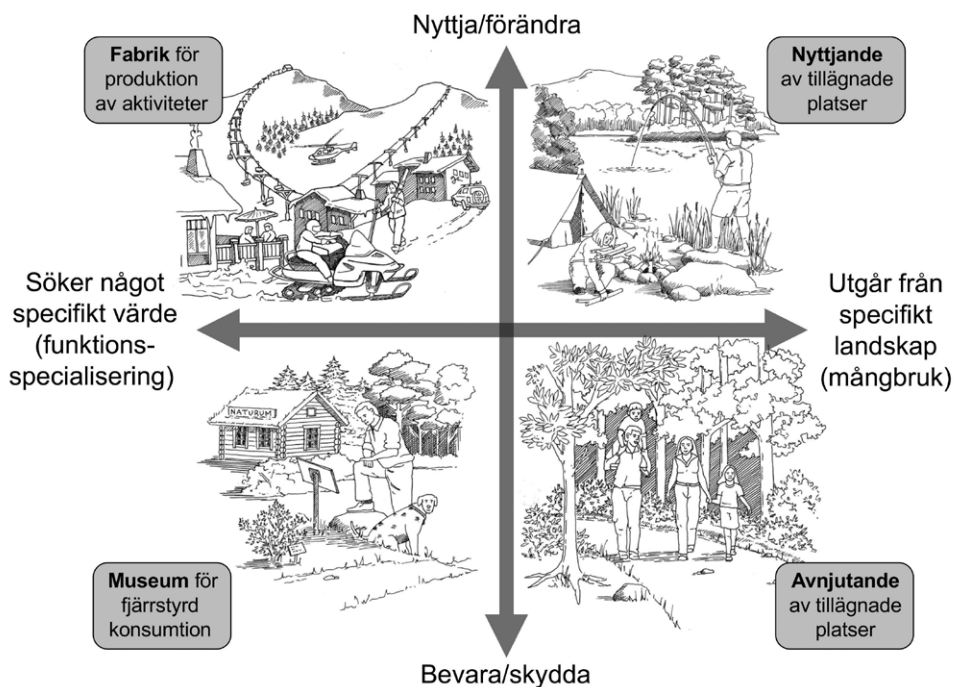 Nyttja/förändra
Fabrik för
produktion
av aktiviteter
Nyttjande
av tillägnade
platser
Söker något
specifikt värde
(funktions-
specialisering)
Utgår från
specifikt
landskap
(mångbruk)
NATURUM
Museum för
fjärrstyrd
konsumtion
Avnjutande
av tillägnade
platser
Bevara/skydda